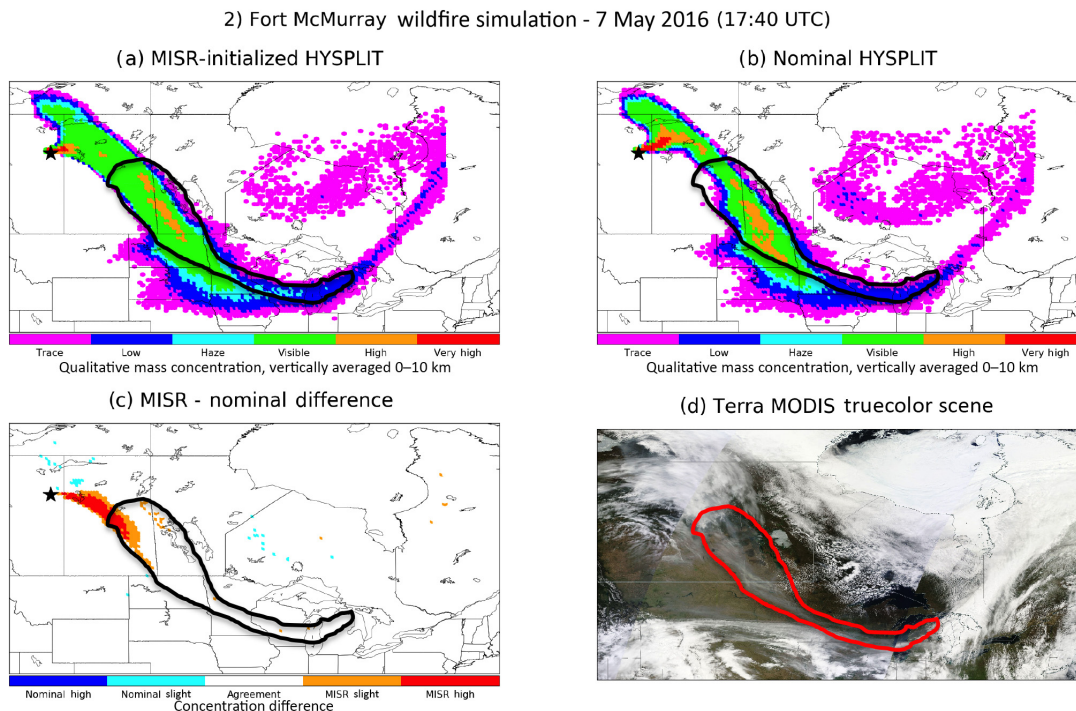 2) Fort McMurray wildfire simulation - 7 May 2016 (17:40 UTC)
(a) MISR-initialized HYSPLIT
(b) Nominal HYSPLIT
Trace Low Haze Visible High Very high
Qualitative mass concentration, vertically averaged 0–10 km
Trace Low Haze Visible High Very high
Qualitative mass concentration, vertically averaged 0–10 km
(c) MISR - nominal difference
(d) Terra MODIS truecolor scene
Nominal high Nominal slight Agreement MISR slight MISR high
Concentration difference